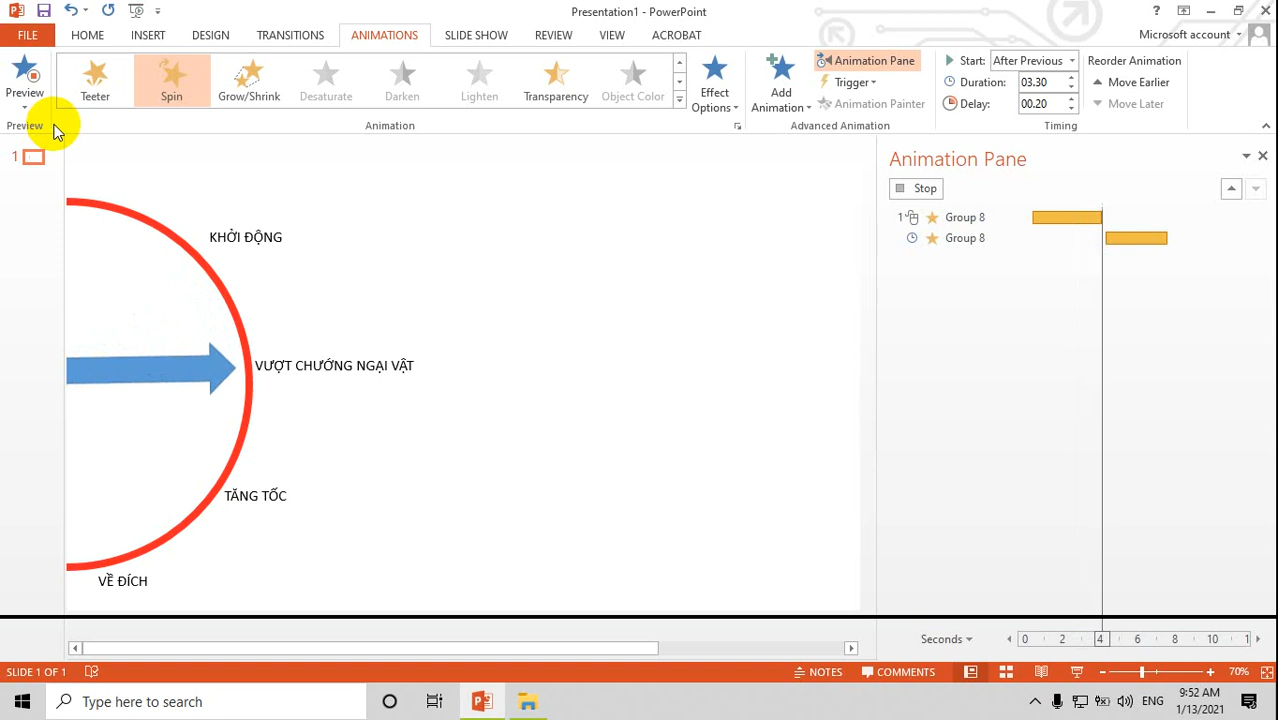 Presentation1 - PowerPoint
?
FILE HOME INSERT DESIGN TRANSITIONS ANIMATIONS SLIDE SHOW REVIEW VIEW ACROBAT Microsoft account
Preview
Teeter Spin Grow/Shrink Desaturate Darken Lighten Transparency Object Color
Effect Options
Add Animation
Animation Pane
Trigger
Animation Painter
Start: After Previous
Duration: 03.30
Delay: 00.20
Reorder Animation
Move Earlier
Move Later
Preview Animation Advanced Animation Timing
1
KHỞI ĐỘNG
VƯỢT CHƯỚNG NGẠI VẬT
TĂNG TỐC
VỀ ĐÍCH
Animation Pane
Stop
1 Group 8
Group 8
Seconds 0 2 4 6 8 10 1
SLIDE 1 OF 1 NOTES COMMENTS 70%
Type here to search
ENG
9:52 AM
1/13/2021